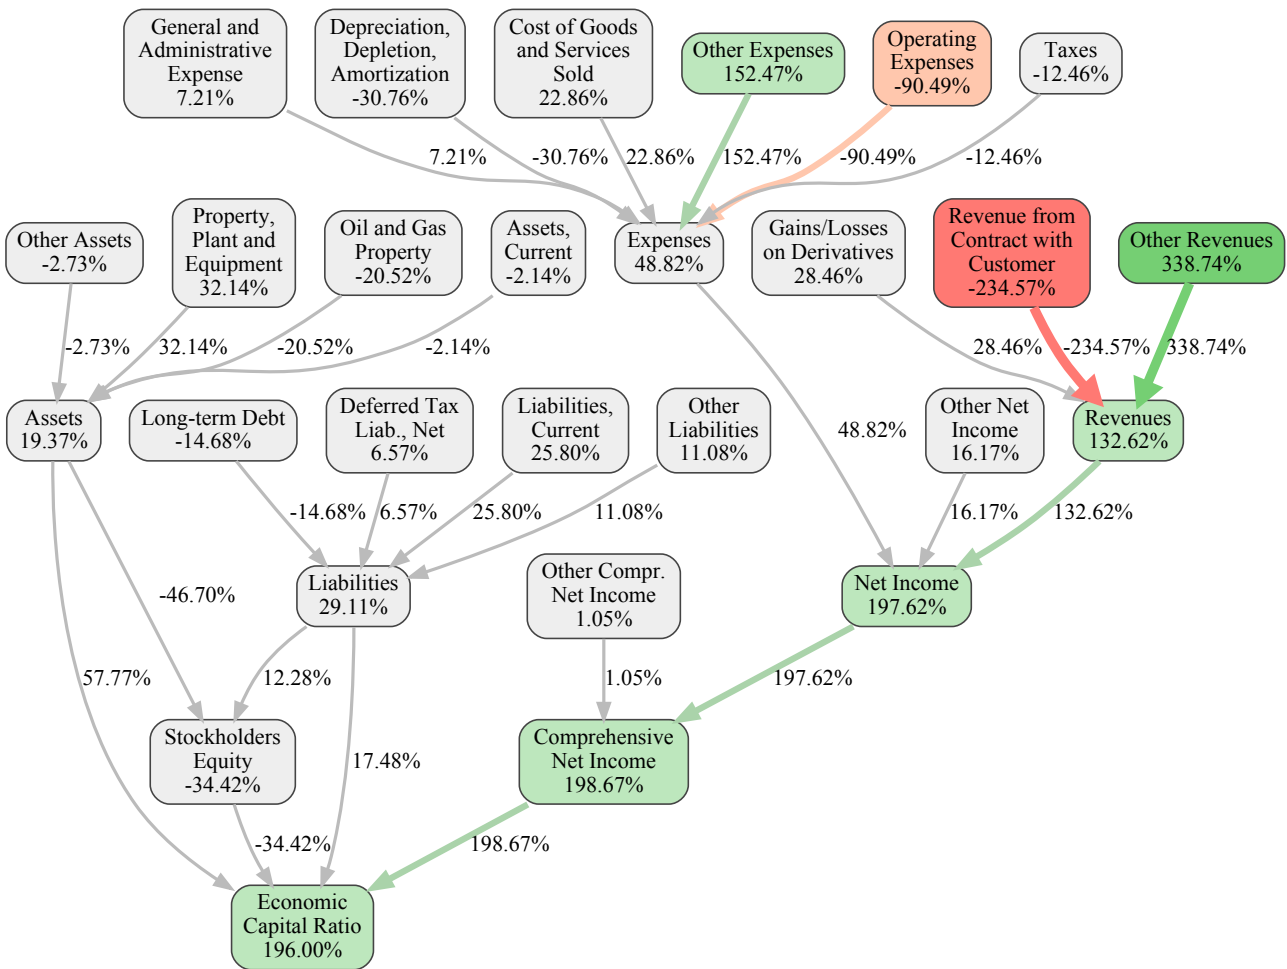 General and
Administrative
Expense
7.21%
Depreciation,
Depletion,
Amortization
-30.76%
Cost of Goods
and Services
Sold
22.86%
Other Expenses
152.47%
Operating
Expenses
-90.49%
Taxes
-12.46%
7.21%
-30.76%
22.86%
152.47%
-90.49%
-12.46%
Other Assets
-2.73%
Property,
Plant and
Equipment
32.14%
Oil and Gas
Property
-20.52%
Assets,
Current
-2.14%
Expenses
48.82%
Gains/Losses
on Derivatives
28.46%
Revenue from
Contract with
Customer
-234.57%
Other Revenues
338.74%
-2.73%
32.14%
-20.52%
-2.14%
28.46%
-234.57%
338.74%
Assets
19.37%
Long-term Debt
-14.68%
Deferred Tax
Liab., Net
6.57%
Liabilities,
Current
25.80%
Other
Liabilities
11.08%
48.82%
Other Net
Income
16.17%
Revenues
132.62%
-14.68%
6.57%
25.80%
11.08%
16.17%
132.62%
-46.70%
Liabilities
29.11%
Other Compr.
Net Income
1.05%
Net Income
197.62%
57.77%
12.28%
1.05%
197.62%
Stockholders
Equity
-34.42%
17.48%
Comprehensive
Net Income
198.67%
-34.42%
198.67%
Economic
Capital Ratio
196.00%